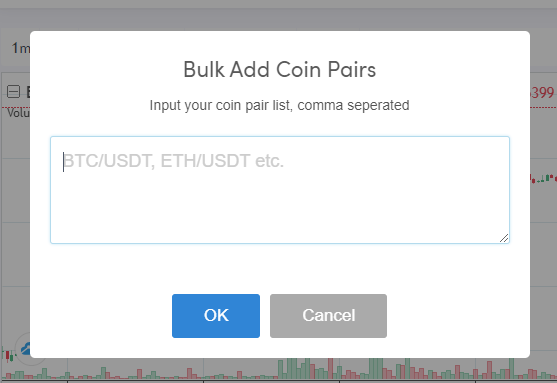 1m
Bulk Add Coin Pairs
Input your coin pair list, comma seperated
3399
Volu
BTC/USDT, ETH/USDT etc.
OK
Cancel